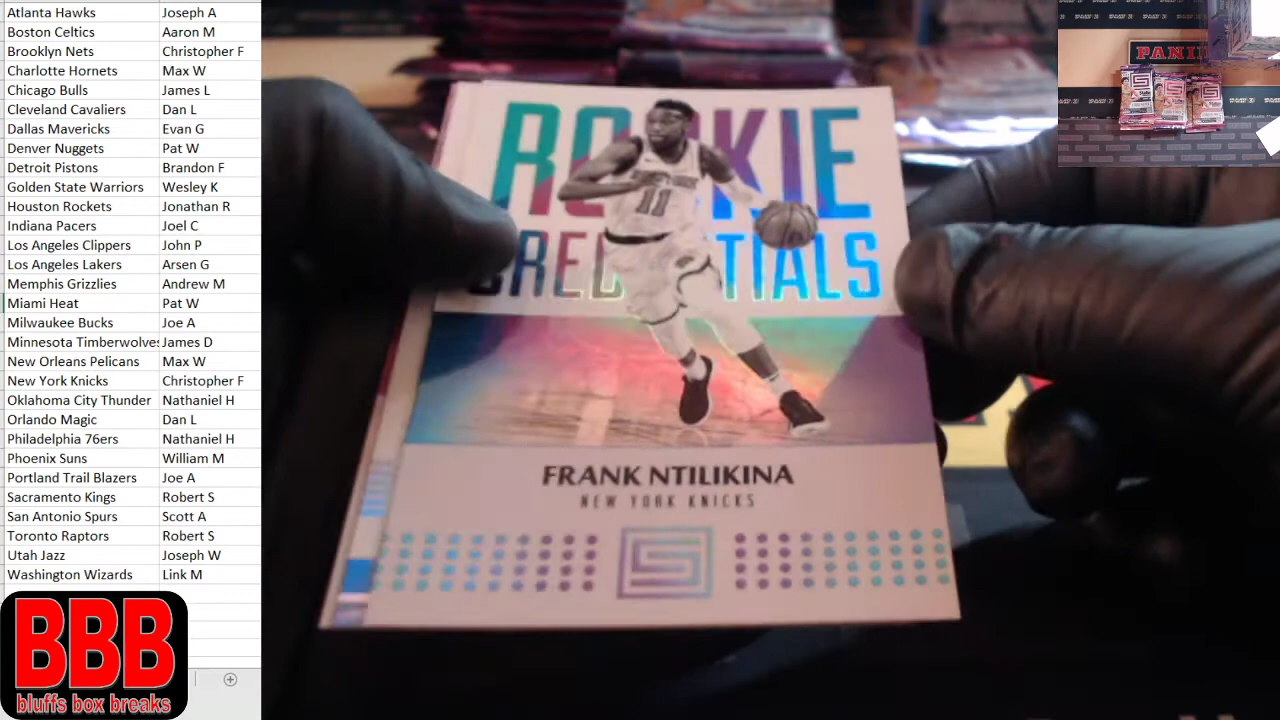 Atlanta Hawks Joseph A
Boston Celtics Aaron M
Brooklyn Nets Christopher F
Charlotte Hornets Max W
Chicago Bulls James L
Cleveland Cavaliers Dan L
Dallas Mavericks Evan G
Denver Nuggets Pat W
Detroit Pistons Brandon F
Golden State Warriors Wesley K
Houston Rockets Jonathan R
Indiana Pacers Joel C
Los Angeles Clippers John P
Los Angeles Lakers Arsen G
Memphis Grizzlies Andrew M
Miami Heat Pat W
Milwaukee Bucks Joe A
Minnesota Timberwolves James D
New Orleans Pelicans Max W
New York Knicks Christopher F
Oklahoma City Thunder Nathaniel H
Orlando Magic Dan L
Philadelphia 76ers Nathaniel H
Phoenix Suns William M
Portland Trail Blazers Joe A
Sacramento Kings Robert S
San Antonio Spurs Scott A
Toronto Raptors Robert S
Utah Jazz Joseph W
Washington Wizards Link M
BBB
bluffs box breaks
ROOKIE
CREDENTIALS
11
FRANK NTILIKINA
NEW YORK KNICKS
S
PANINI